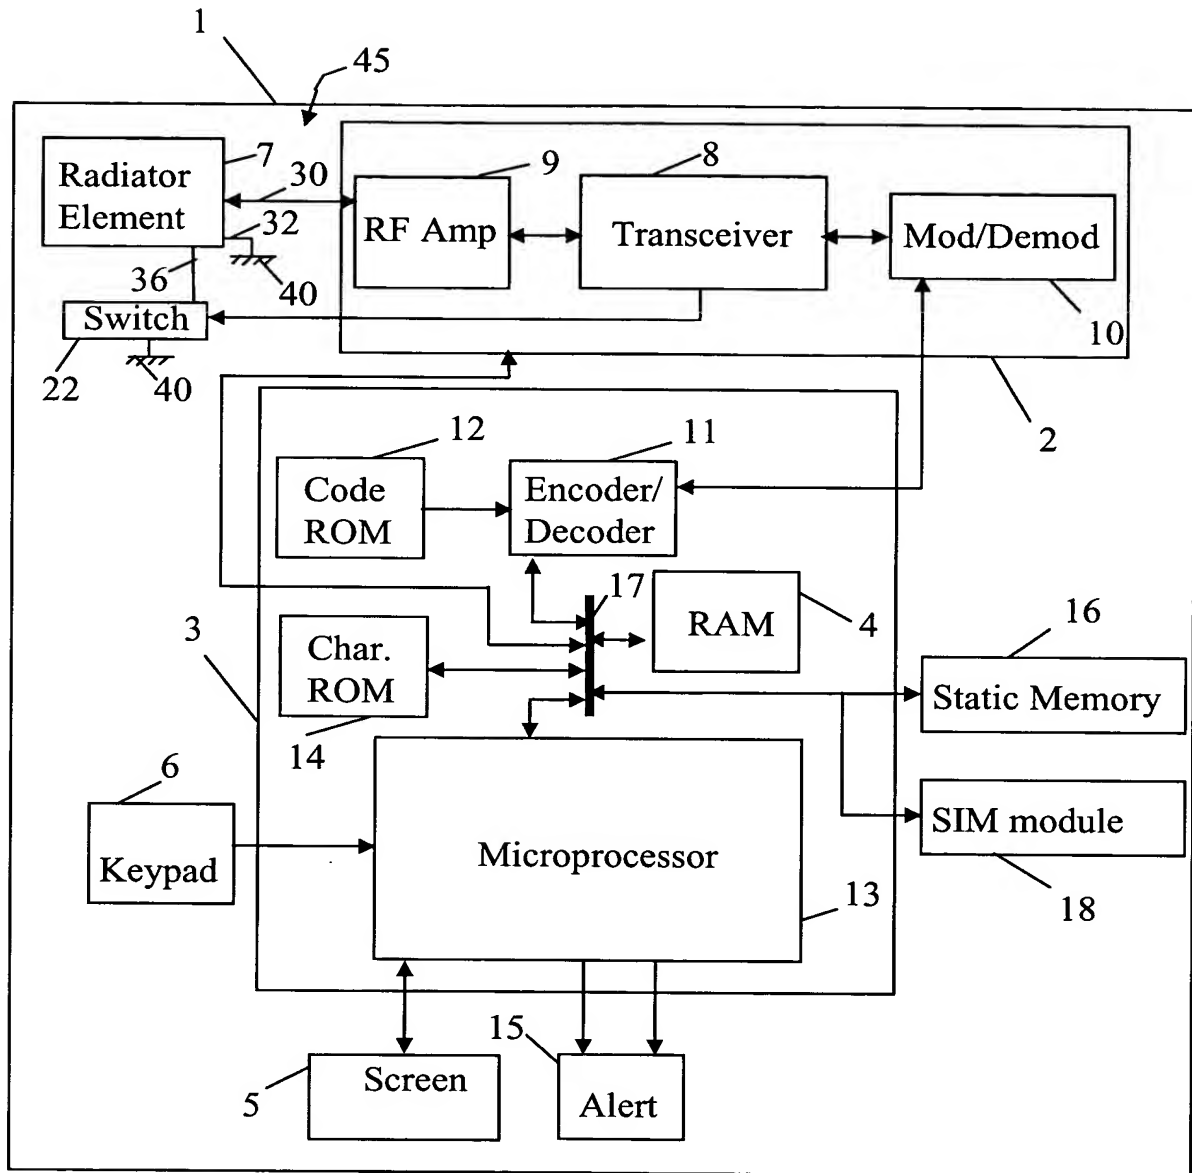 1
45
7
Radiator
Element
30
32
36
40
Switch
22
40
9
RF Amp
8
Transceiver
Mod/Demod
10
2
12
Code
ROM
11
Encoder/
Decoder
17
RAM
4
3
Char.
ROM
14
16
Static Memory
6
Keypad
Microprocessor
13
SIM module
18
5
Screen
15
Alert